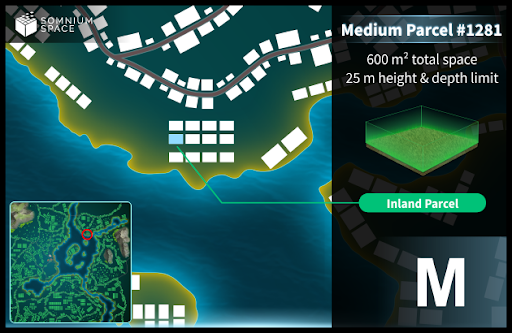 SOMNIUM
SPACE
Medium Parcel #1281
600 m² total space
25 m height & depth limit
Inland Parcel
M